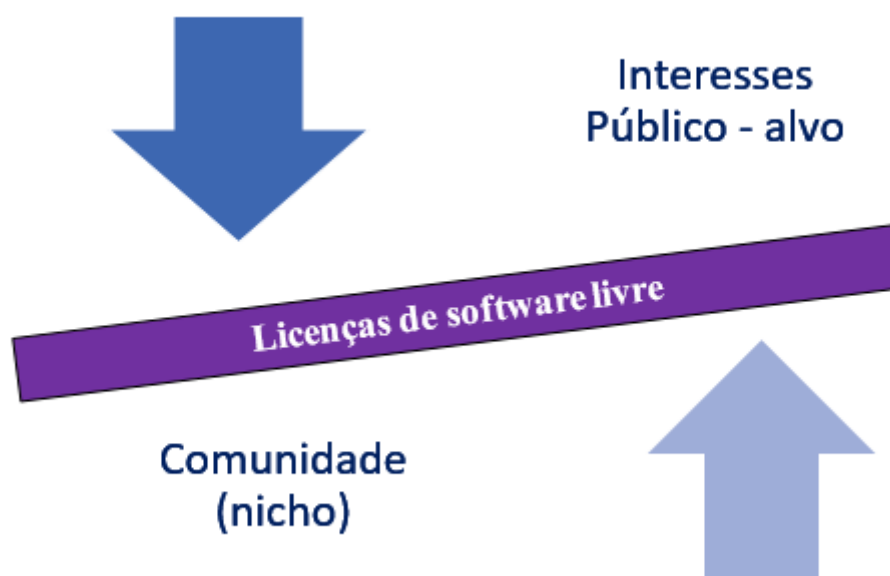 Interesses
Público - alvo
Licenças de software livre
Comunidade
(nicho)